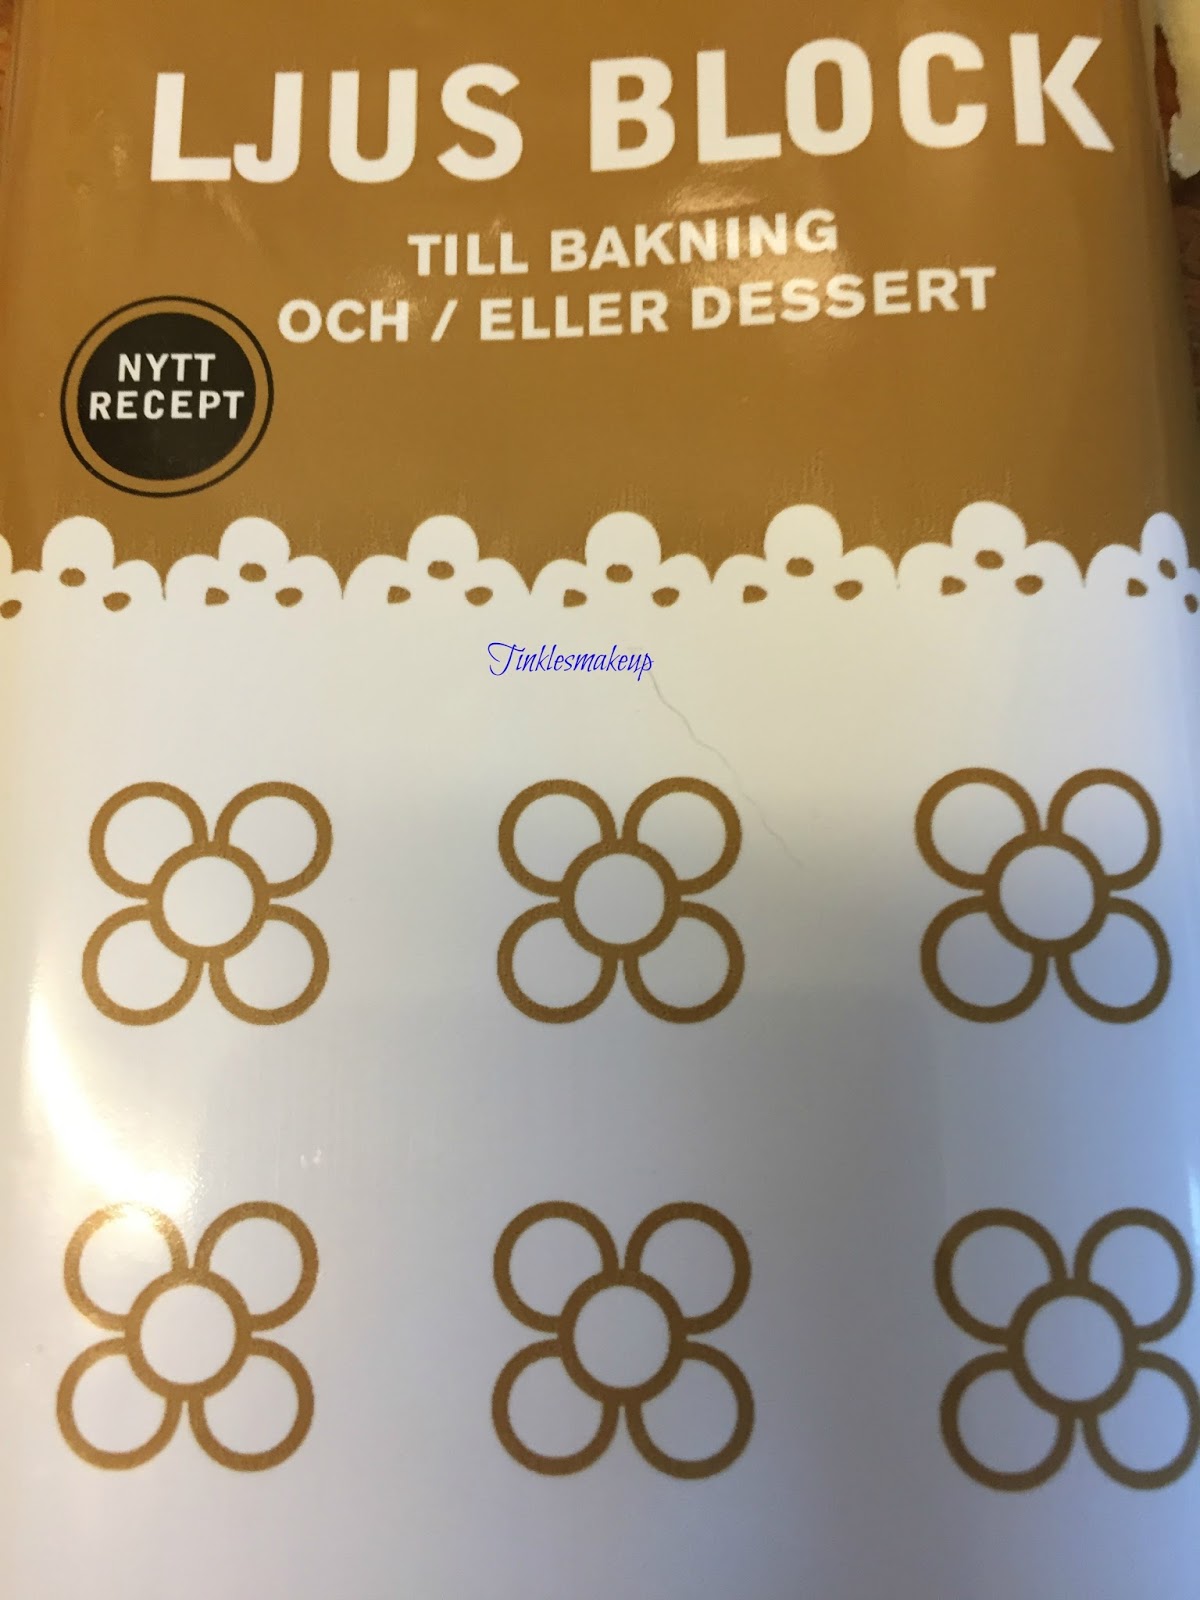 LJUS BLOCK
TILL BAKNING
OCH / ELLER DESSERT
NYTT
RECEPT
Tinklesmakeup